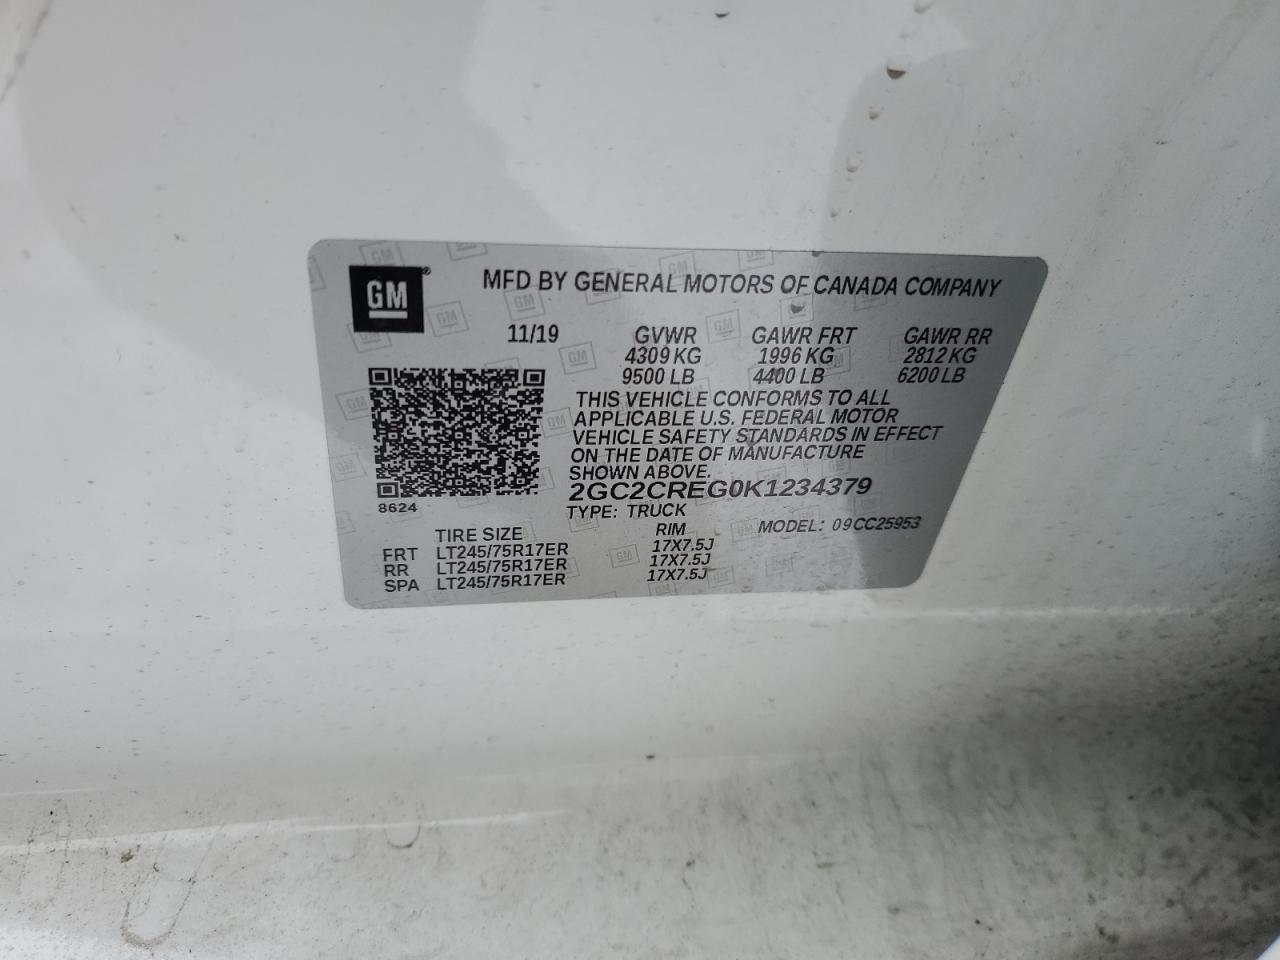 GM®
MFD BY GENERAL MOTORS OF CANADA COMPANY
11/19 GVWR GAWR FRT GAWR RR
4309 KG 1996 KG 2812 KG
9500 LB 4400 LB 6200 LB
THIS VEHICLE CONFORMS TO ALL
APPLICABLE U.S. FEDERAL MOTOR
VEHICLE SAFETY STANDARDS IN EFFECT
ON THE DATE OF MANUFACTURE
SHOWN ABOVE.
2GC2CREG0K1234379
8624
TYPE: TRUCK
MODEL: 09CC25953
TIRE SIZE RIM
FRT LT245/75R17ER 17X7.5J
RR LT245/75R17ER 17X7.5J
SPA LT245/75R17ER 17X7.5J